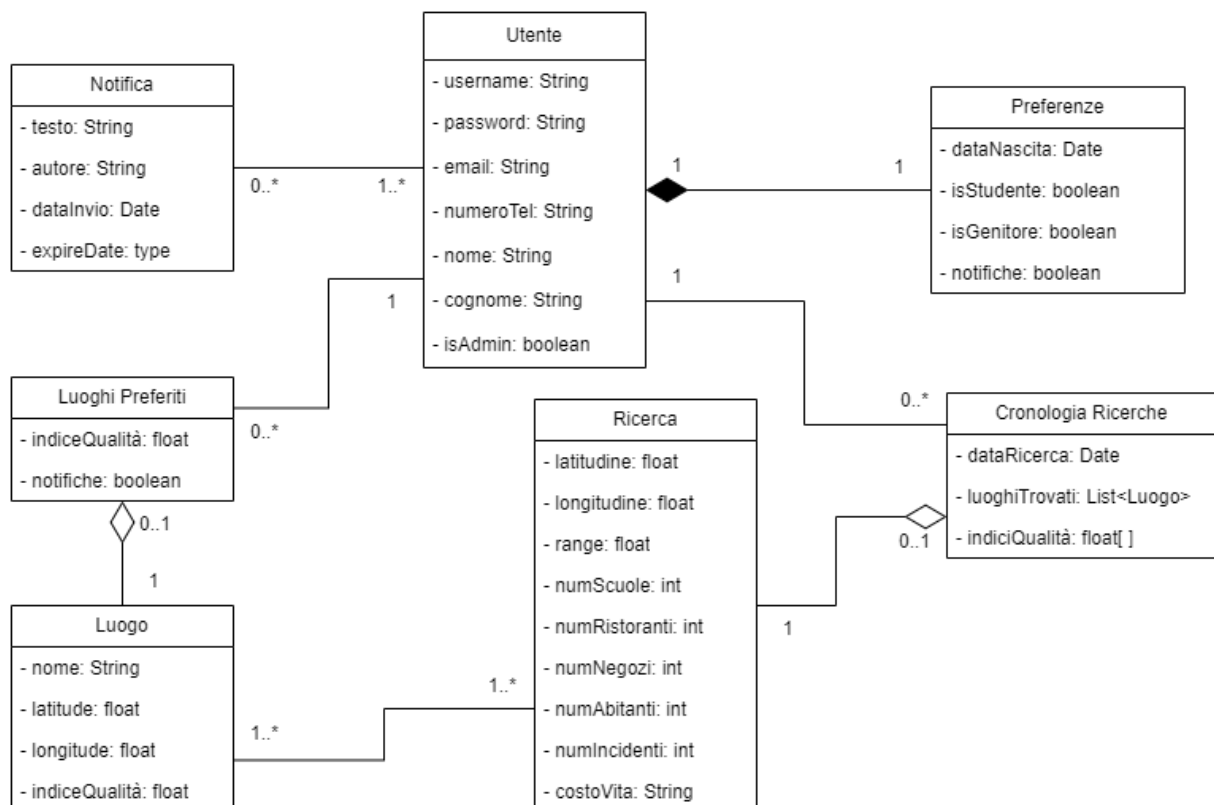 Utente
- username: String
- password: String
- email: String
- numeroTel: String
- nome: String
- cognome: String
- isAdmin: boolean
Notifica
- testo: String
- autore: String
- dataInvio: Date
- expireDate: type
0..*
1..*
Preferenze
- dataNascita: Date
- isStudente: boolean
- isGenitore: boolean
- notifiche: boolean
1
1
1
1
0..*
0..*
Luoghi Preferiti
- indiceQualità: float
- notifiche: boolean
0..1
1
Luogo
- nome: String
- latitude: float
- longitude: float
- indiceQualità: float
1..*
1..*
Ricerca
- latitudine: float
- longitudine: float
- range: float
- numScuole: int
- numRistoranti: int
- numNegozi: int
- numAbitanti: int
- numIncidenti: int
- costoVita: String
1
0..1
Cronologia Ricerche
- dataRicerca: Date
- luoghiTrovati: List<Luogo>
- indiciQualità: float[ ]